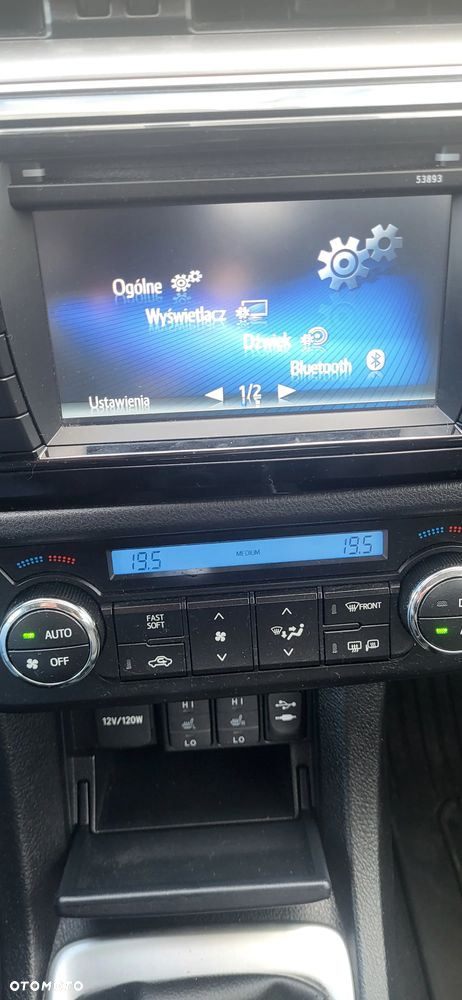 53893
Ogólne
Wyświetlacz
Dźwięk
Bluetooth
Ustawienia 1/2
19.5 MEDIUM 19.5
AUTO
OFF
FAST
SOFT
FRONT
12V/120W
HI HI
LO LO
OTOMOTO